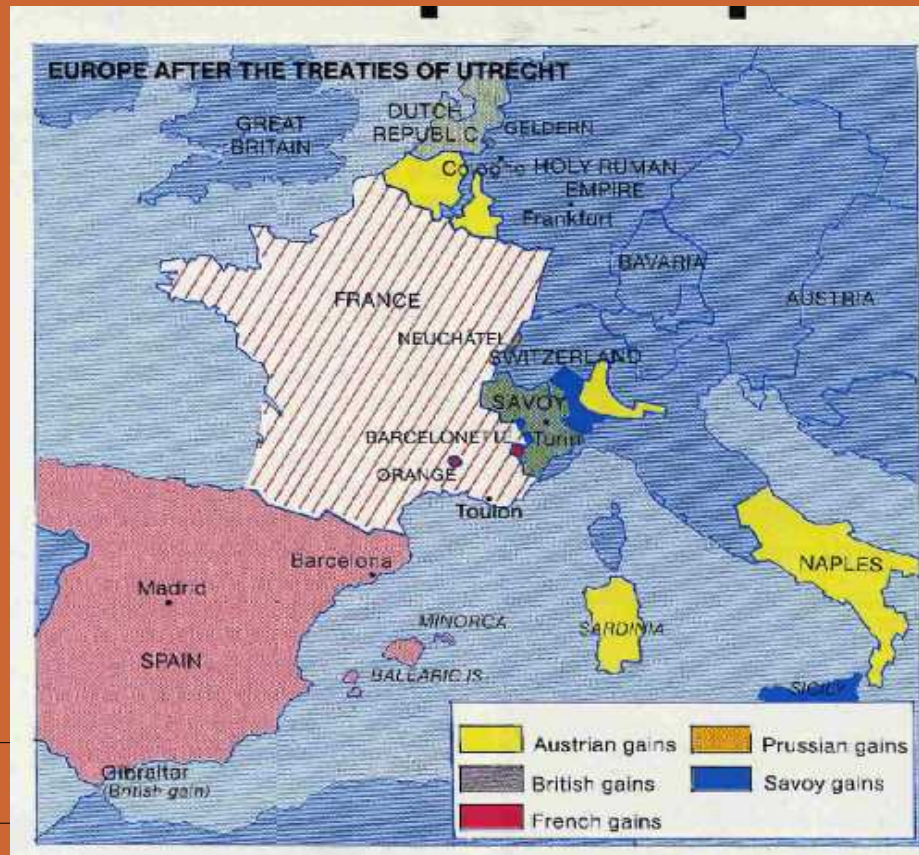 EUROPE AFTER THE TREATIES OF UTRECHT
GREAT
BRITAIN
DUTCH
REPUBLIC
GELDERN
Cologne
HOLY RUMAN
EMPIRE
Frankfurt
BAVARIA
AUSTRIA
FRANCE
NEUCHÂTEL
SWITZERLAND
SAVOY
Turin
BARCELONETTE
ORANGE
Toulon
Barcelona
Madrid
SPAIN
MINORCA
BALLARIC IS
SARDINIA
NAPLES
SICILY
Gibraltar
(British gain)
Austrian gains
Prussian gains
British gains
Savoy gains
French gains